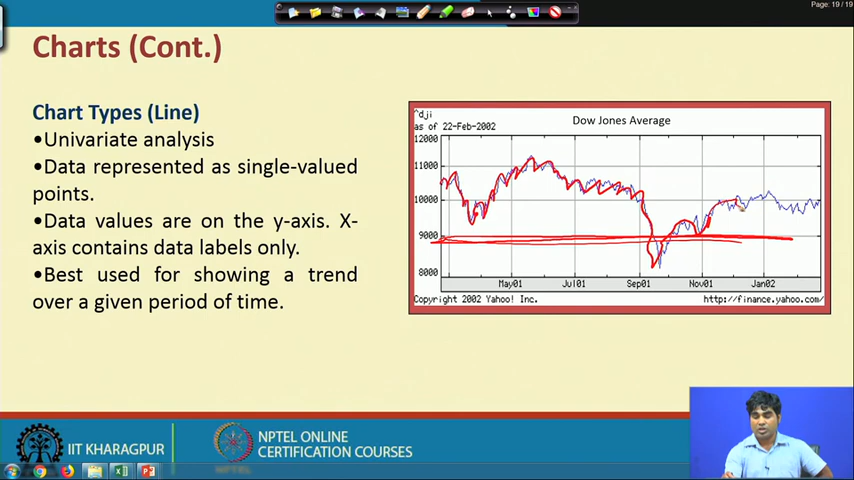 Page: 19 / 19
Charts (Cont.)
Chart Types (Line)
•Univariate analysis
•Data represented as single-valued
points.
•Data values are on the y-axis. X-
axis contains data labels only.
•Best used for showing a trend
over a given period of time.
^dji
as of 22-Feb-2002
Dow Jones Average
12000
11000
10000
9000
8000
May01 Jul01 Sep01 Nov01 Jan02
Copyright 2002 Yahoo! Inc. http://finance.yahoo.com/
IIT KHARAGPUR
NPTEL ONLINE
CERTIFICATION COURSES